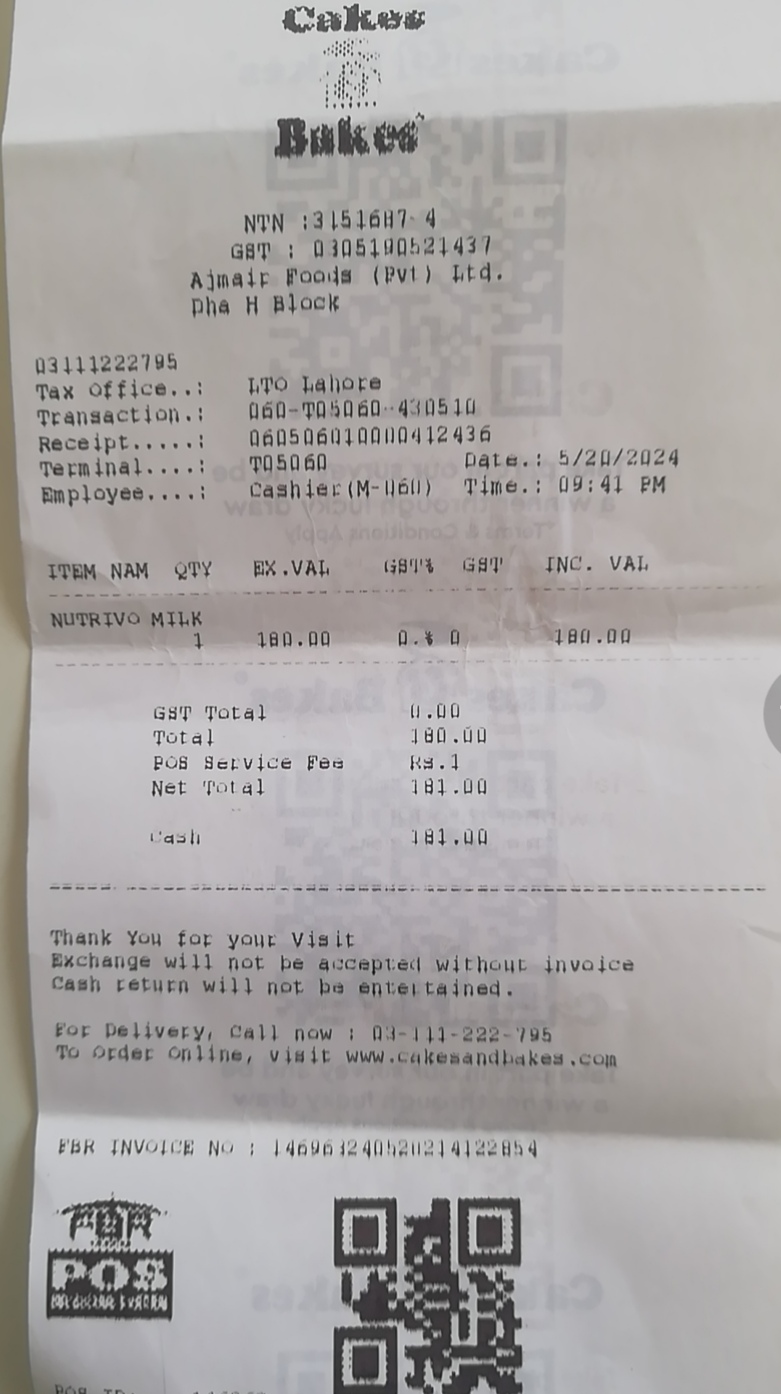 Cakes
Bakes
NTN :3151687-4
GST : 0305190521437
Ajmair Foods (Pvt) Ltd.
Dha H Block
03111222795
Tax Office..: LTO Lahore
Transaction.: 060-T05060-430510
Receipt.....: 060506010000412436
Terminal....: T05060 Date.: 5/20/2024
Employee....: Cashier(M-060) Time.: 09:41 PM
ITEM NAM QTY EX.VAL GST% GST INC. VAL
NUTRIVO MILK
1 180.00 0.% 0 180.00
GST Total 0.00
Total 180.00
POS Service Fee Rs.1
Net Total 181.00
Cash 181.00
Thank You for your Visit
Exchange will not be accepted without invoice
Cash return will not be entertained.
For Delivery, Call now : 03-111-222-795
To Order Online, visit www.cakesandbakes.com
FBR INVOICE NO : 146963240520214122854
FBR
POS